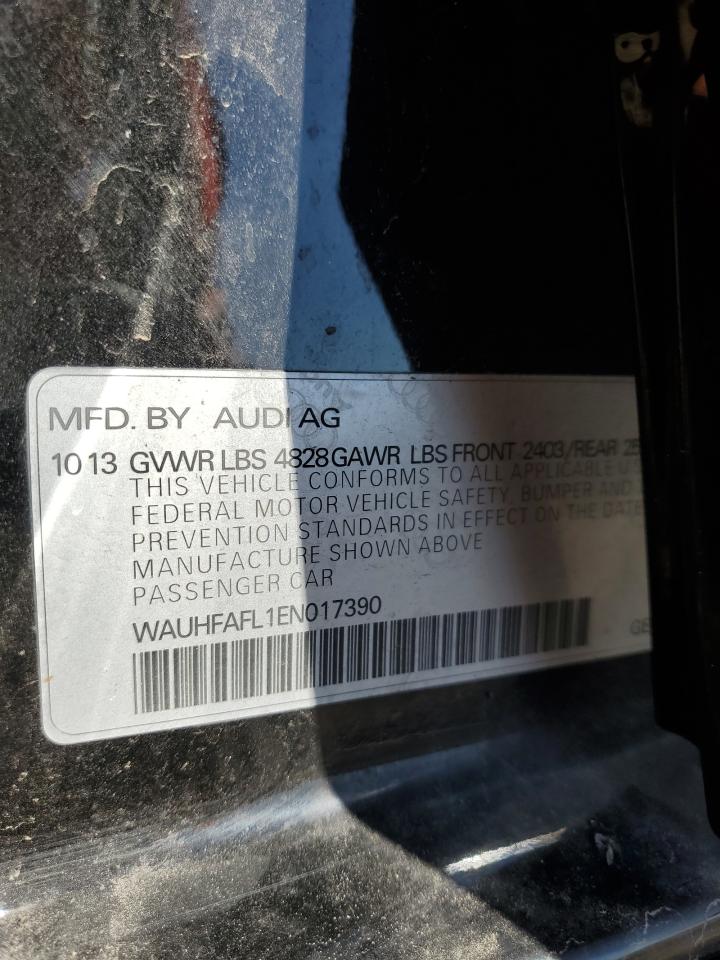 MFD. BY AUDI AG
10 13 GVWR LBS 4828 GAWR LBS FRONT 2403/REAR
THIS VEHICLE CONFORMS TO ALL APPLICABLE U.S
FEDERAL MOTOR VEHICLE SAFETY, BUMPER AND
PREVENTION STANDARDS IN EFFECT ON THE DATE
MANUFACTURE SHOWN ABOVE
PASSENGER CAR
WAUHFAFL1EN017390